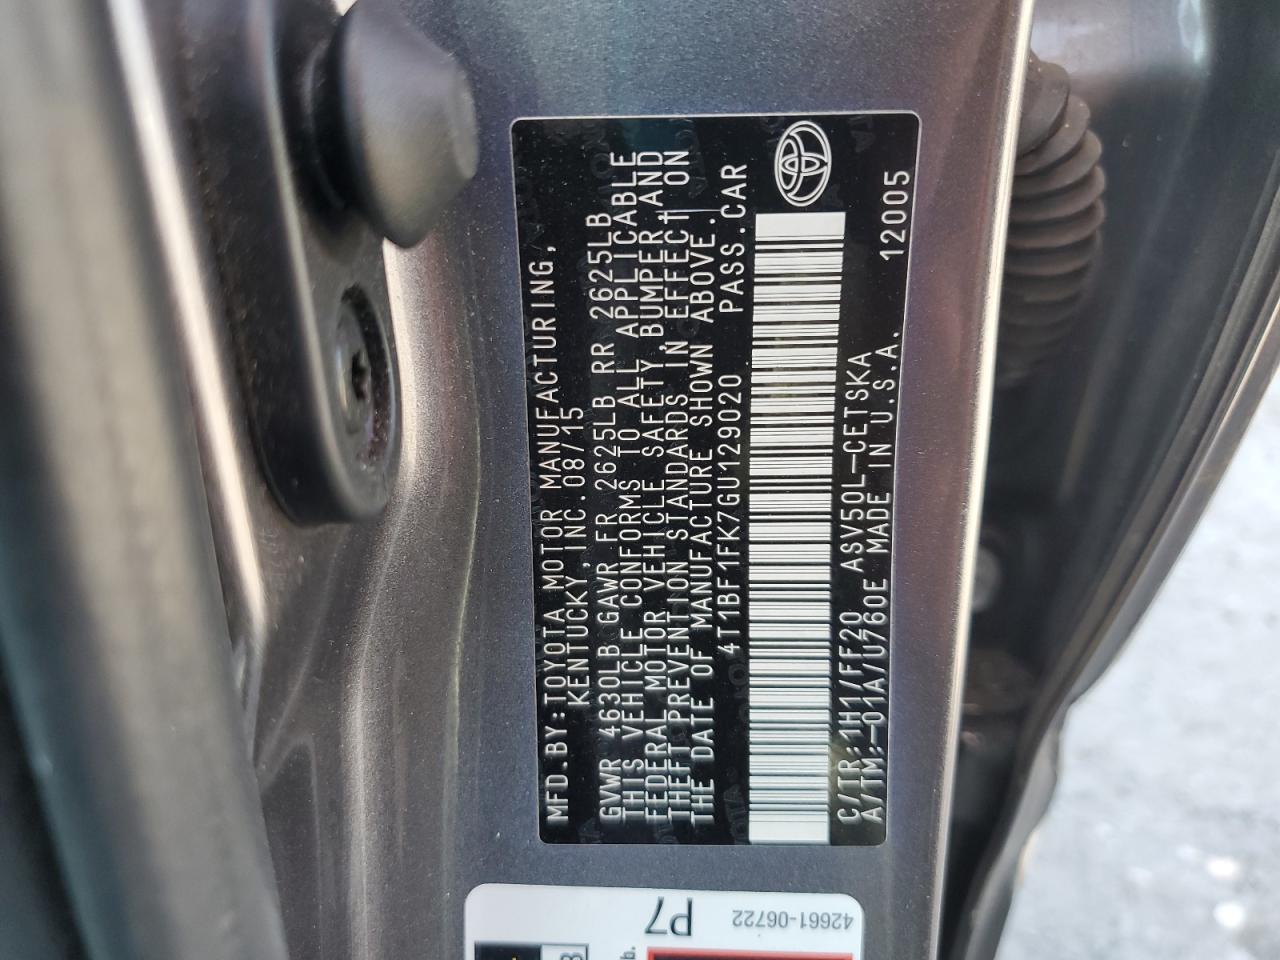 MFD.BY:TOYOTA MOTOR MANUFACTURING,
KENTUCKY,INC.08/15
GVWR 4630LB GAWR FR 2625LB RR 2625LB
THIS VEHICLE CONFORMS TO ALL APPLICABLE
FEDERAL MOTOR VEHICLE SAFETY,BUMPER,AND
THEFT PREVENTION STANDARDS IN EFFECT ON
THE DATE OF MANUFACTURE SHOWN ABOVE.
4T1BF1FK7GU129020 PASS.CAR
C/TR:1H1/FF20 ASV50L-CETSKA
A/TM:-01A/U760E MADE IN U.S.A. 12005
P7
42661-06722